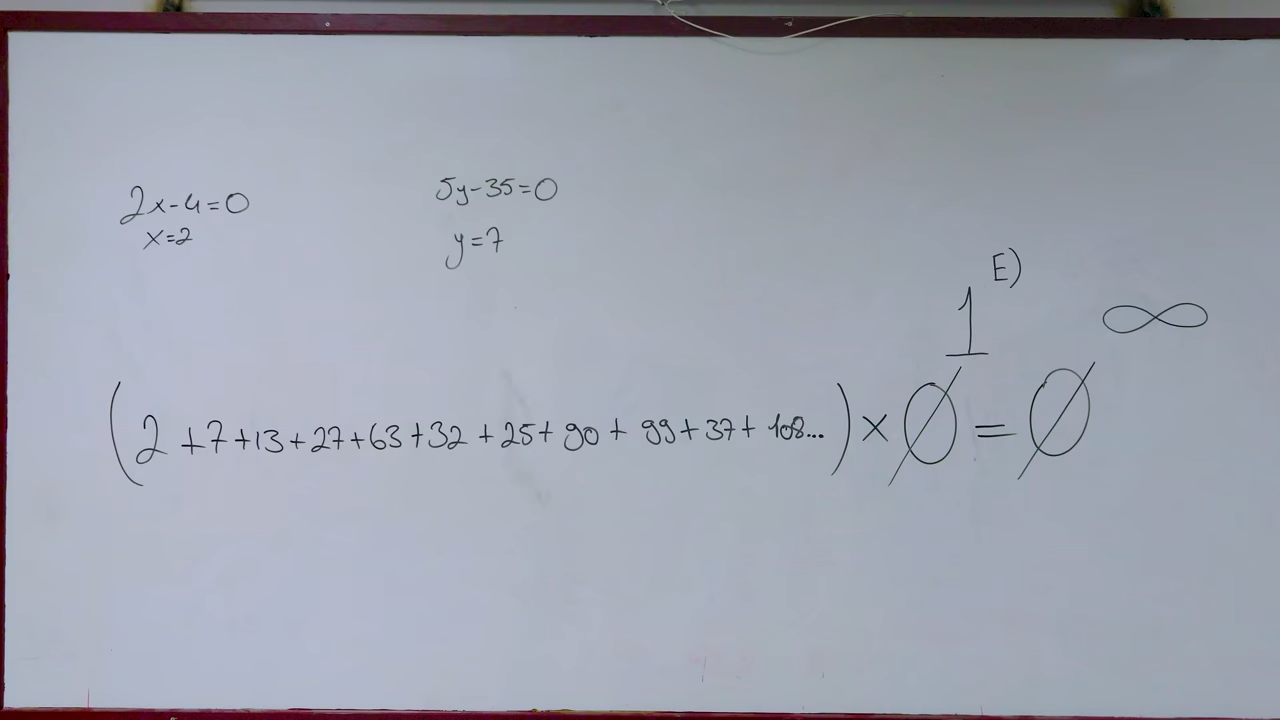 2x-4=0
x=2
5y-35=0
y=7
E)
1
∞
(2+7+13+27+63+32+25+90+99+37+108...)×0=0